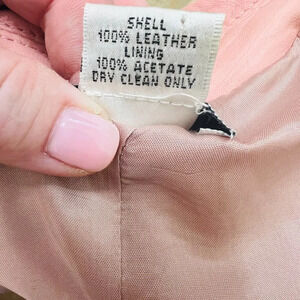 SHELL
100% LEATHER
LINING
100% ACETATE
DRY CLEAN ONLY